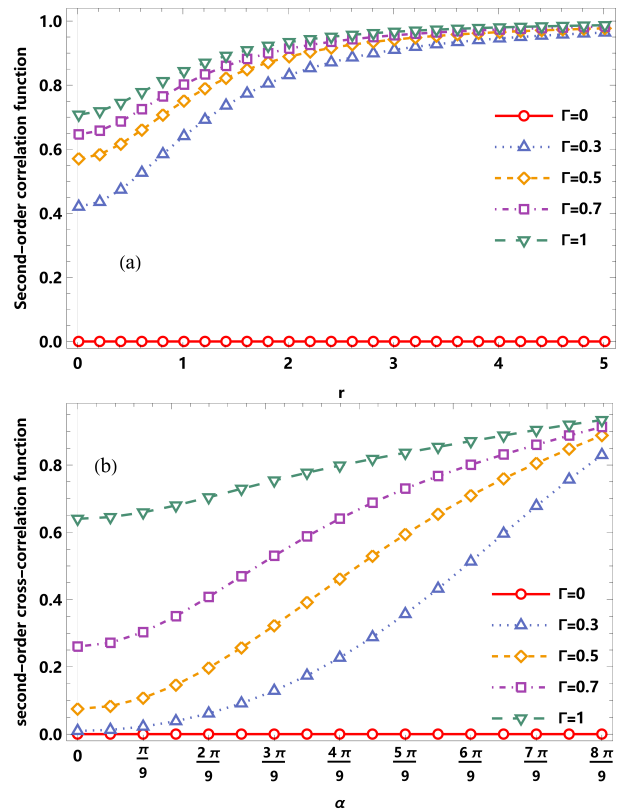 Second-order correlation function
1.0
0.8
0.6
0.4
0.2
0.0
(a)
Γ=0
Γ=0.3
Γ=0.5
Γ=0.7
Γ=1
0 1 2 3 4 5
r
second-order cross-correlation function
0.8
0.6
0.4
0.2
0.0
(b)
Γ=0
Γ=0.3
Γ=0.5
Γ=0.7
Γ=1
0 π/9 2π/9 3π/9 4π/9 5π/9 6π/9 7π/9 8π/9
α